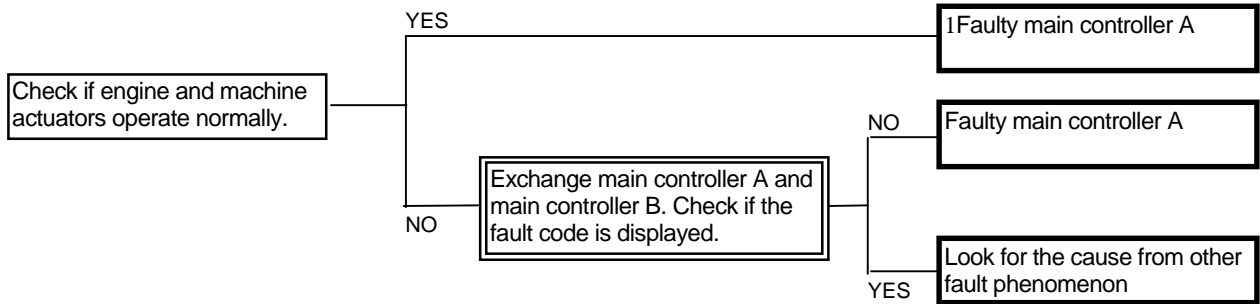 YES
1Faulty main controller A
Check if engine and machine
actuators operate normally.
NO
Faulty main controller A
Exchange main controller A and
main controller B. Check if the
fault code is displayed.
NO
Look for the cause from other
fault phenomenon
YES